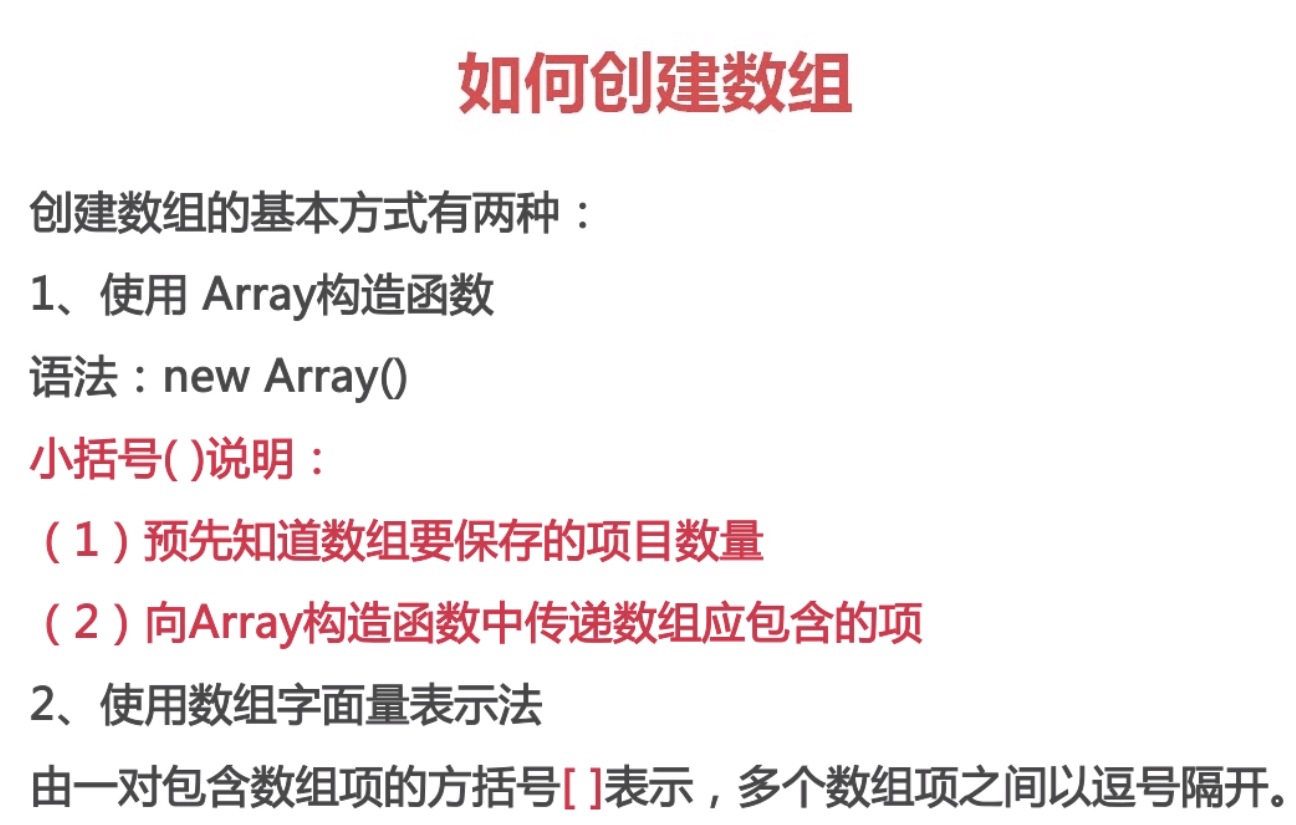 如何创建数组
创建数组的基本方式有两种：
1、使用 Array构造函数
语法：new Array()
小括号( )说明：
（1）预先知道数组要保存的项目数量
（2）向Array构造函数中传递数组应包含的项
2、使用数组字面量表示法
由一对包含数组项的方括号[ ]表示，多个数组项之间以逗号隔开。